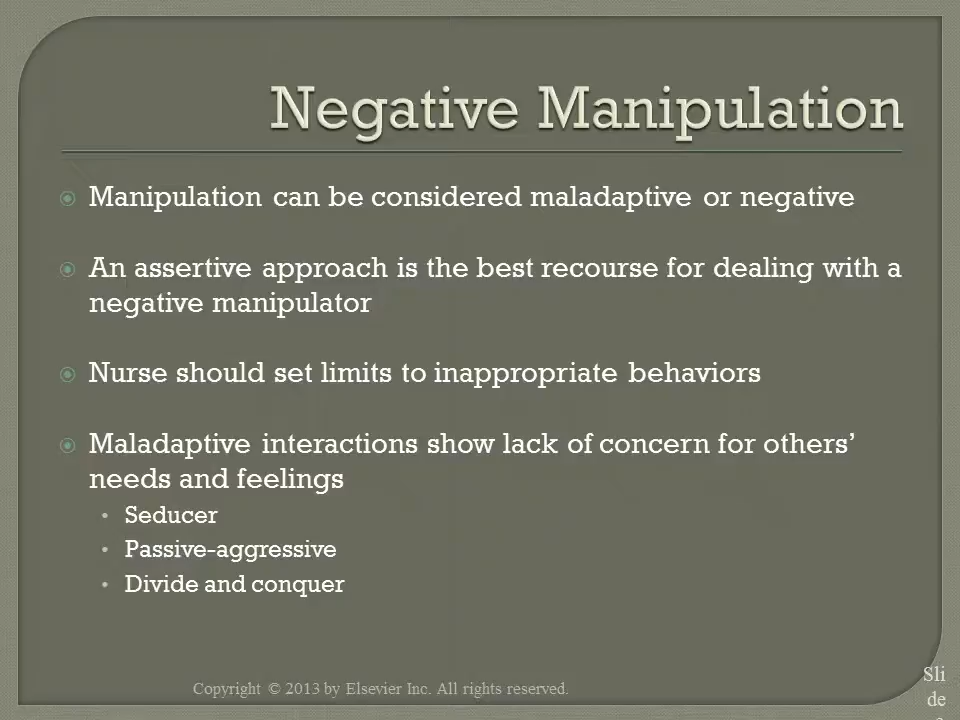 Negative Manipulation
Manipulation can be considered maladaptive or negative
An assertive approach is the best recourse for dealing with a
negative manipulator
Nurse should set limits to inappropriate behaviors
Maladaptive interactions show lack of concern for others’
needs and feelings
• Seducer
• Passive-aggressive
• Divide and conquer
Copyright © 2013 by Elsevier Inc. All rights reserved.
Sli
de